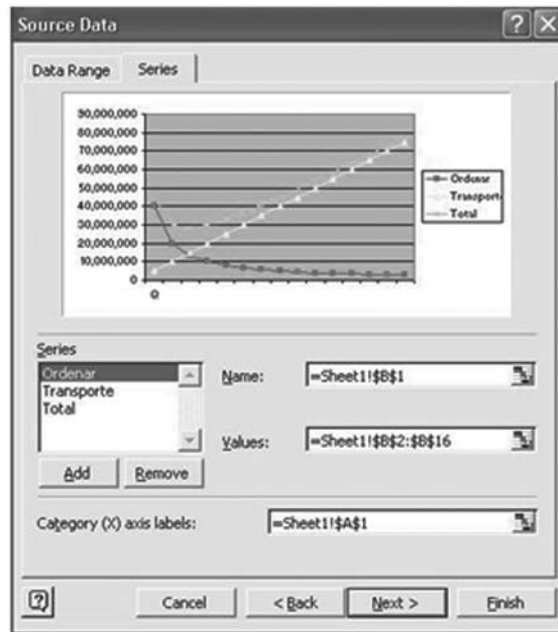 Source Data
Data Range Series
90,000,000
80,000,000
70,000,000
60,000,000
50,000,000
40,000,000
30,000,000
20,000,000
10,000,000
0
Q
Ordenar
Transporte
Total
Series
Ordenar
Transporte
Total
Name: =Sheet1!$B$1
Values: =Sheet1!$B$2:$B$16
Add Remove
Category (X) axis labels: =Sheet1!$A$1
Cancel < Back Next > Finish